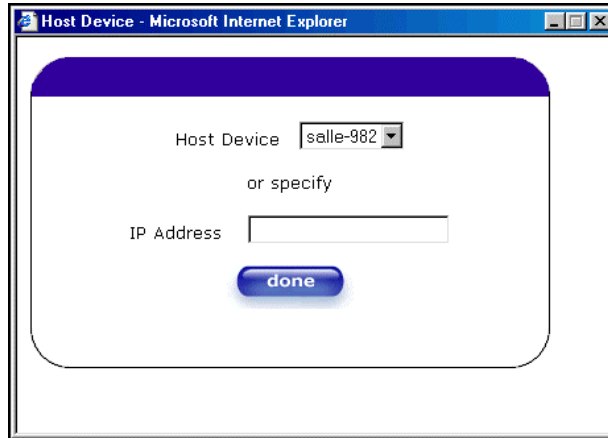 Host Device - Microsoft Internet Explorer
Host Device salle-982
or specify
IP Address
done